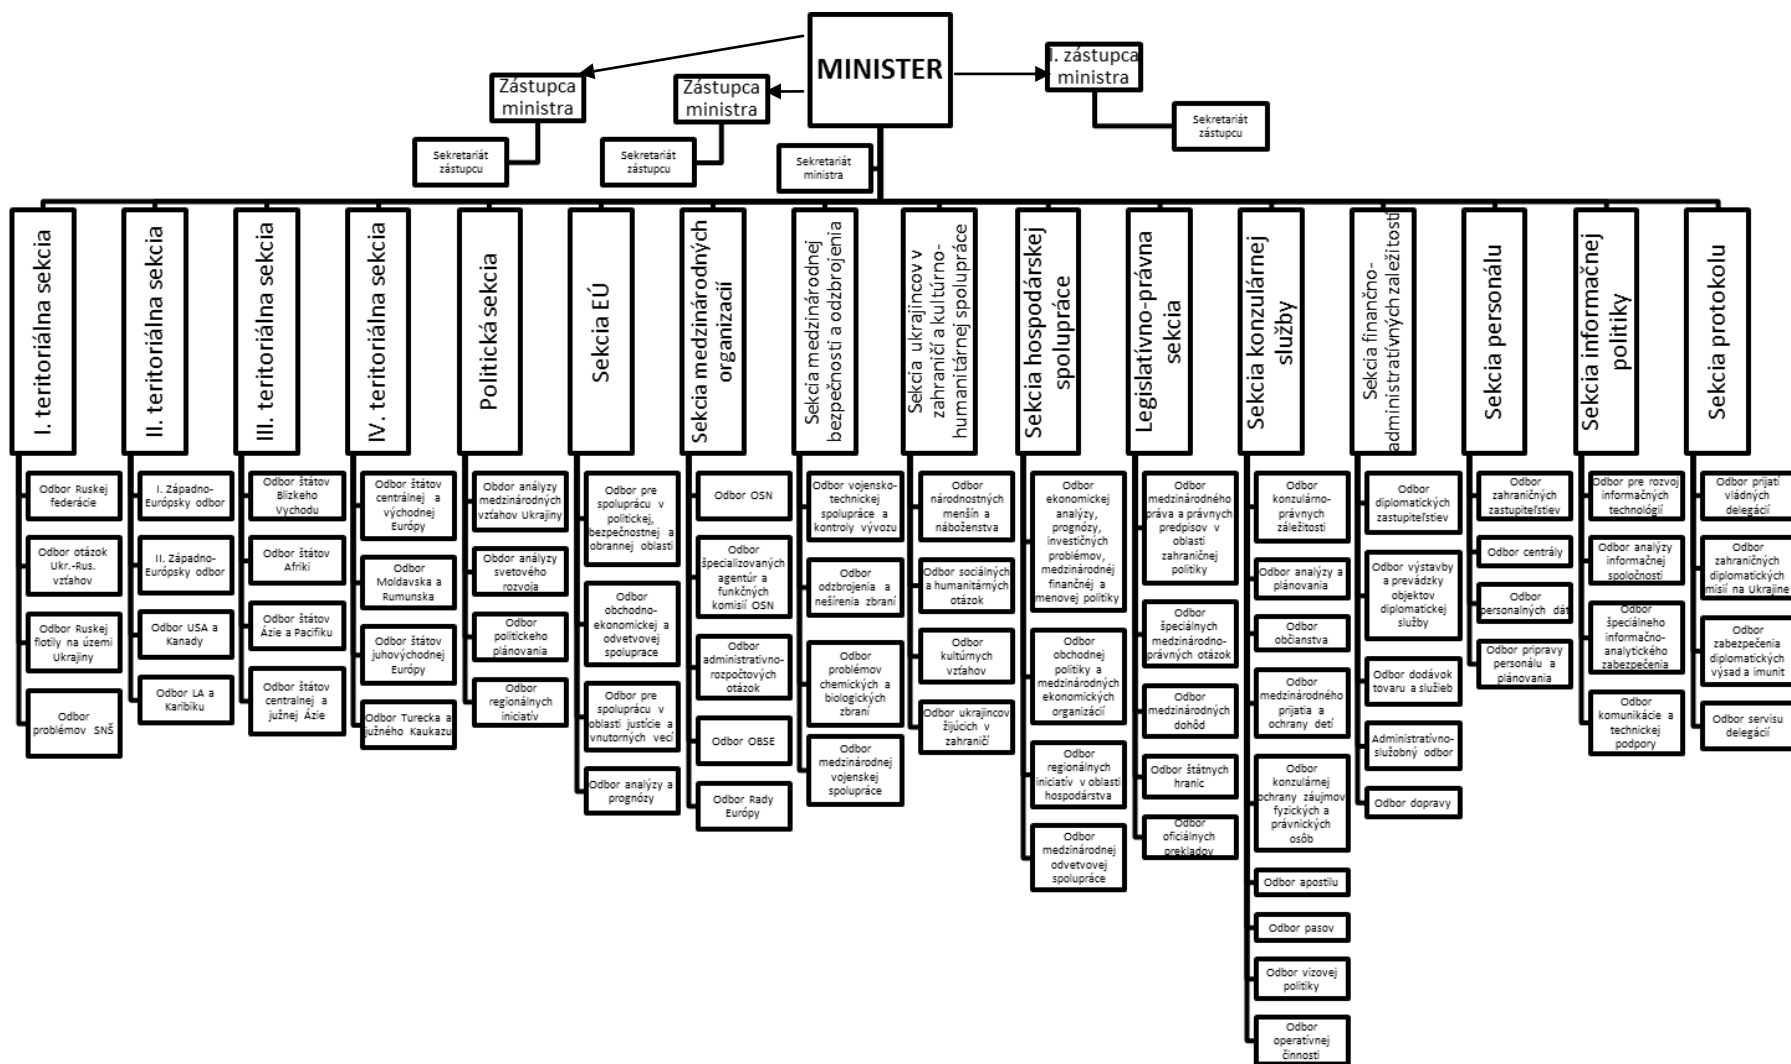 MINISTER
I. zástupca
ministra
Zástupca
ministra
Zástupca
ministra
Sekretariát
zástupcu
Sekretariát
zástupcu
Sekretariát
zástupcu
Sekretariát
ministra
I. teritoriálna sekcia
Odbor Ruskej
federácie
Odbor otázok
Ukr.-Rus.
vzťahov
Odbor Ruskej
flotily na území
Ukrajiny
Odbor
problémov SNŠ
II. teritoriálna sekcia
I. Západno-
Európsky odbor
II. Západno-
Európsky odbor
Odbor USA a
Kanady
Odbor LA a
Karibiku
III. teritoriálna sekcia
Odbor štátov
Blízkeho
Vychodu
Odbor štátov
Afriki
Odbor štátov
Ázie a Pacifiku
Odbor štátov
centralnej a
južnej Ázie
IV. teritoriálna sekcia
Odbor štátov
centrálnej a
východnej
Európy
Odbor
Moldavska a
Rumunska
Odbor štátov
juhovýchodnej
Európy
Odbor Turecka a
južného Kaukazu
Politická sekcia
Obdor analýzy
medzinárodných
vzťahov Ukrajiny
Obdor analýzy
svetového
rozvoja
Odbor
politickeho
plánovania
Odbor
regionálnych
iniciatív
Sekcia EÚ
Odbor pre
spoluprácu v
politickej,
bezpečnostnej a
obrannej oblasti
Odbor
obchodno-
ekonomickej a
odvetvovej
spoluprace
Odbor pre
spoluprácu v
oblasti justície a
vnutorných vecí
Odbor analýzy a
prognózy
Sekcia medzinárodných
organizacií
Odbor OSN
Odbor
špecializovaných
agentúr a
funkčných
komisií OSN
Odbor
administratívno-
rozpočtových
otázok
Odbor OBSE
Odbor Rady
Európy
Sekcia medzinárodnej
bezpečnosti a odzbrojenia
Odbor vojensko-
technickej
spolupráce a
kontroly vývozu
Odbor
odzbrojenia a
nešírenia zbraní
Odbor
problémov
chemických a
biologických
zbraní
Odbor
medzinárodnej
vojenskej
spolupráce
Sekcia ukrajincov v
zahraničí a kultúrno-
humanitárnej spolupráce
Odbor
národnostných
menšín a
náboženstva
Odbor sociálných
a humanitárných
otázok
Odbor
kultúrnych
vzťahov
Odbor ukrajincov
žijúcich v
zahraničí
Sekcia hospodárskej
spolupráce
Odbor
ekonomickej
analýzy,
prognózy,
investičných
problémov,
medzinárodnej
finančnej a
menovej politiky
Odbor
obchodnej
politiky a
medzinárodných
ekonomických
organizácií
Odbor
regionálnych
iniciatív v oblasti
hospodárstva
Odbor
medzinárodnej
odvetvovej
spolupráce
Legislatívno-právna
sekcia
Odbor
medzinárodného
práva a právnych
predpisov v
oblasti
zahraničnej
politiky
Odbor
špeciálnych
medzinárodno-
právných otázok
Odbor
medzinárodných
dohôd
Odbor štátnych
hranic
Odbor
oficiálnych
prekladov
Sekcia konzulárnej
služby
Odbor
konzulárno-
právnych
záležitosti
Odbor analýzy a
plánovania
Odbor
občianstva
Odbor
medzinárodného
prijatia a
ochrany detí
Odbor
konzulárnej
ochrany záujmov
fyzických a
právnických
osôb
Odbor apostilu
Odbor pasov
Odbor vizovej
politiky
Odbor
operatívnej
činnosti
Sekcia finančno-
administratívných zaležitostí
Odbor
diplomatických
zastupiteľstiev
Odbor výstavby
a prevádzky
objektov
diplomatickej
služby
Odbor dodávok
tovaru a služieb
Administratívno-
služobný odbor
Odbor dopravy
Sekcia personálu
Odbor
zahraničných
zastupiteľstiev
Odbor centrály
Odbor
personalných dát
Odbor pripravy
personálu a
plánovania
Sekcia informačnej
politiky
Odbor pre rozvoj
informačných
technológií
Odbor analýzy
informačnej
spoločnosti
Odbor
špeciálneho
informačno-
analytického
zabezpečenia
Odbor
komunikácie a
technickej
podpory
Sekcia protokolu
Odbor prijatí
vládných
delegácií
Odbor
zahraničných
diplomatických
misií na Ukrajine
Odbor
zabezpečenia
diplomatických
výsad a imunit
Odbor servisu
delegácií